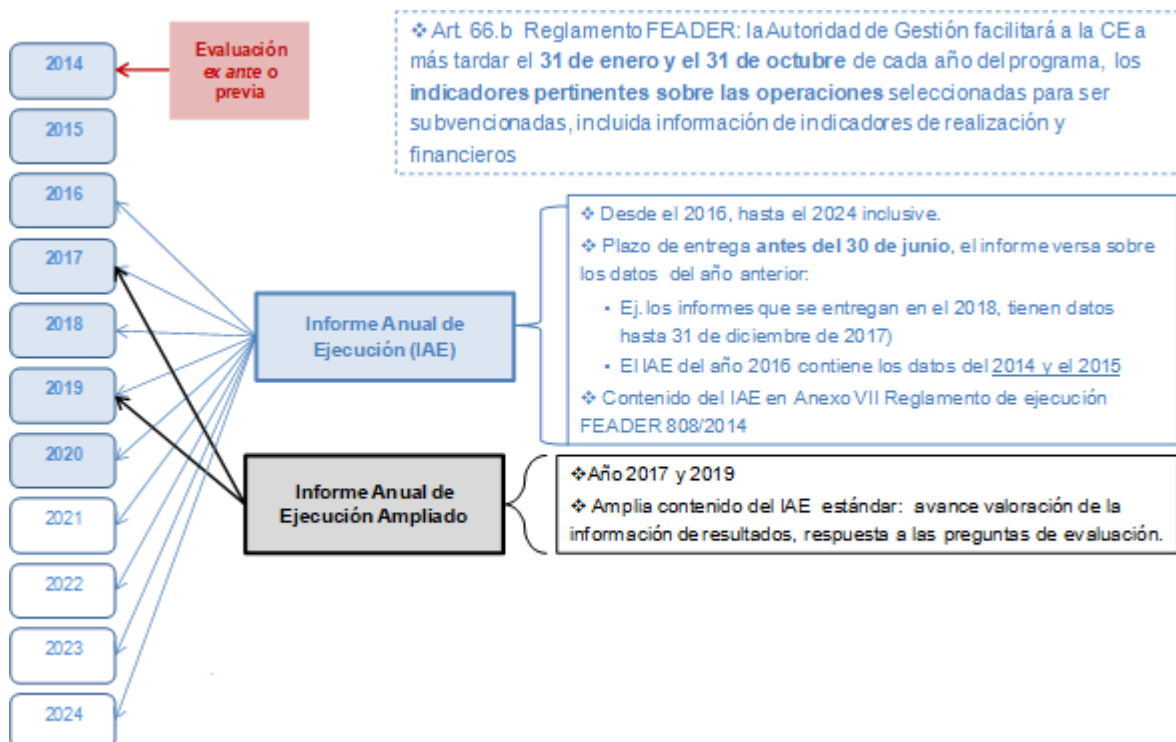 2014
2015
2016
2017
2018
2019
2020
2021
2022
2023
2024
Evaluación
ex ante o
previa
❖ Art. 66.b Reglamento FEADER: la Autoridad de Gestión facilitará a la CE a
más tardar el 31 de enero y el 31 de octubre de cada año del programa, los
indicadores pertinentes sobre las operaciones seleccionadas para ser
subvencionadas, incluida información de indicadores de realización y
financieros
Informe Anual de
Ejecución (IAE)
❖ Desde el 2016, hasta el 2024 inclusive.
❖ Plazo de entrega antes del 30 de junio, el informe versa sobre
los datos del año anterior:
▪ Ej. los informes que se entregan en el 2018, tienen datos
hasta 31 de diciembre de 2017)
▪ El IAE del año 2016 contiene los datos del 2014 y el 2015
❖ Contenido del IAE en Anexo VII Reglamento de ejecución
FEADER 808/2014
Informe Anual de
Ejecución Ampliado
❖Año 2017 y 2019
❖ Amplia contenido del IAE estándar: avance valoración de la
información de resultados, respuesta a las preguntas de evaluación.